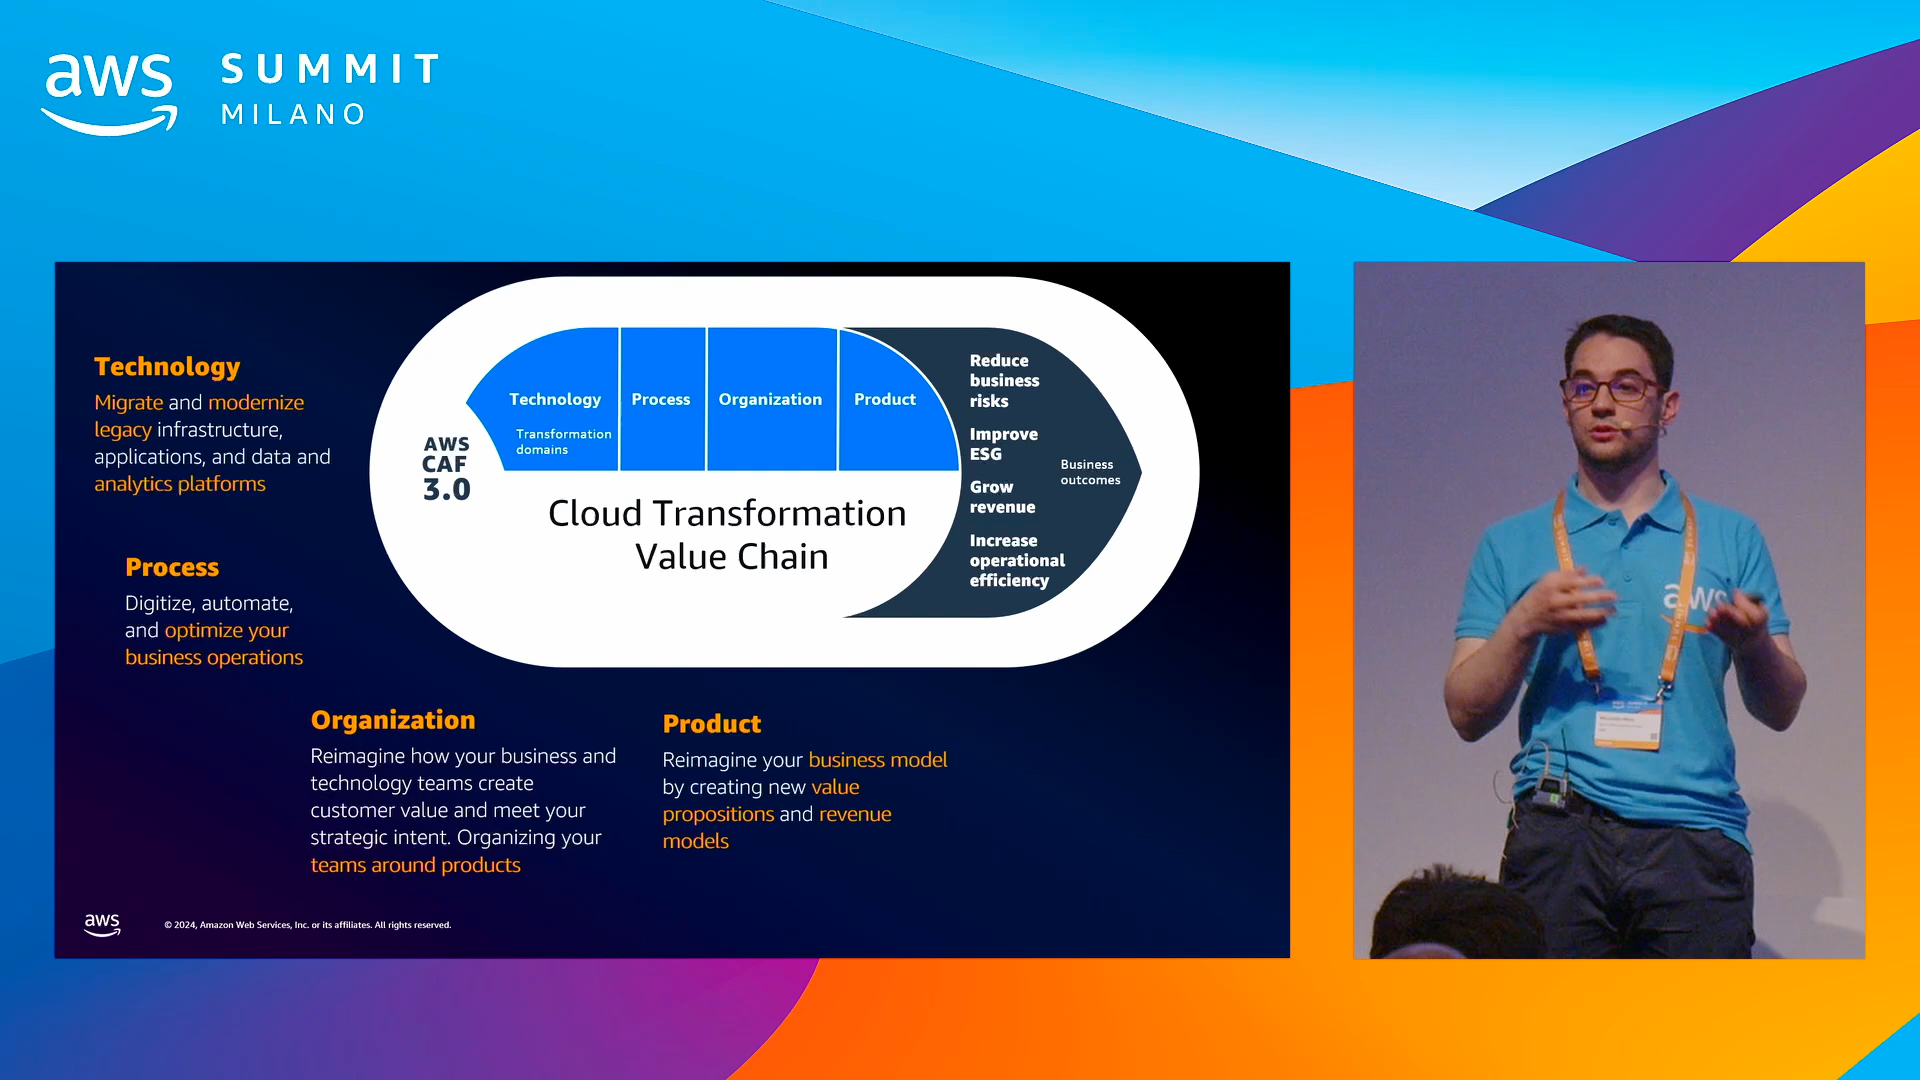 aws
SUMMIT
MILANO
Technology
Migrate and modernize
legacy infrastructure,
applications, and data and
analytics platforms
Process
Digitize, automate,
and optimize your
business operations
Organization
Reimagine how your business and
technology teams create
customer value and meet your
strategic intent. Organizing your
teams around products
Product
Reimagine your business model
by creating new value
propositions and revenue
models
AWS
CAF
3.0
Technology
Process
Organization
Product
Transformation
domains
Cloud Transformation
Value Chain
Reduce
business
risks
Improve
ESG
Grow
revenue
Increase
operational
efficiency
Business
outcomes
aws
© 2024, Amazon Web Services, Inc. or its affiliates. All rights reserved.
aws